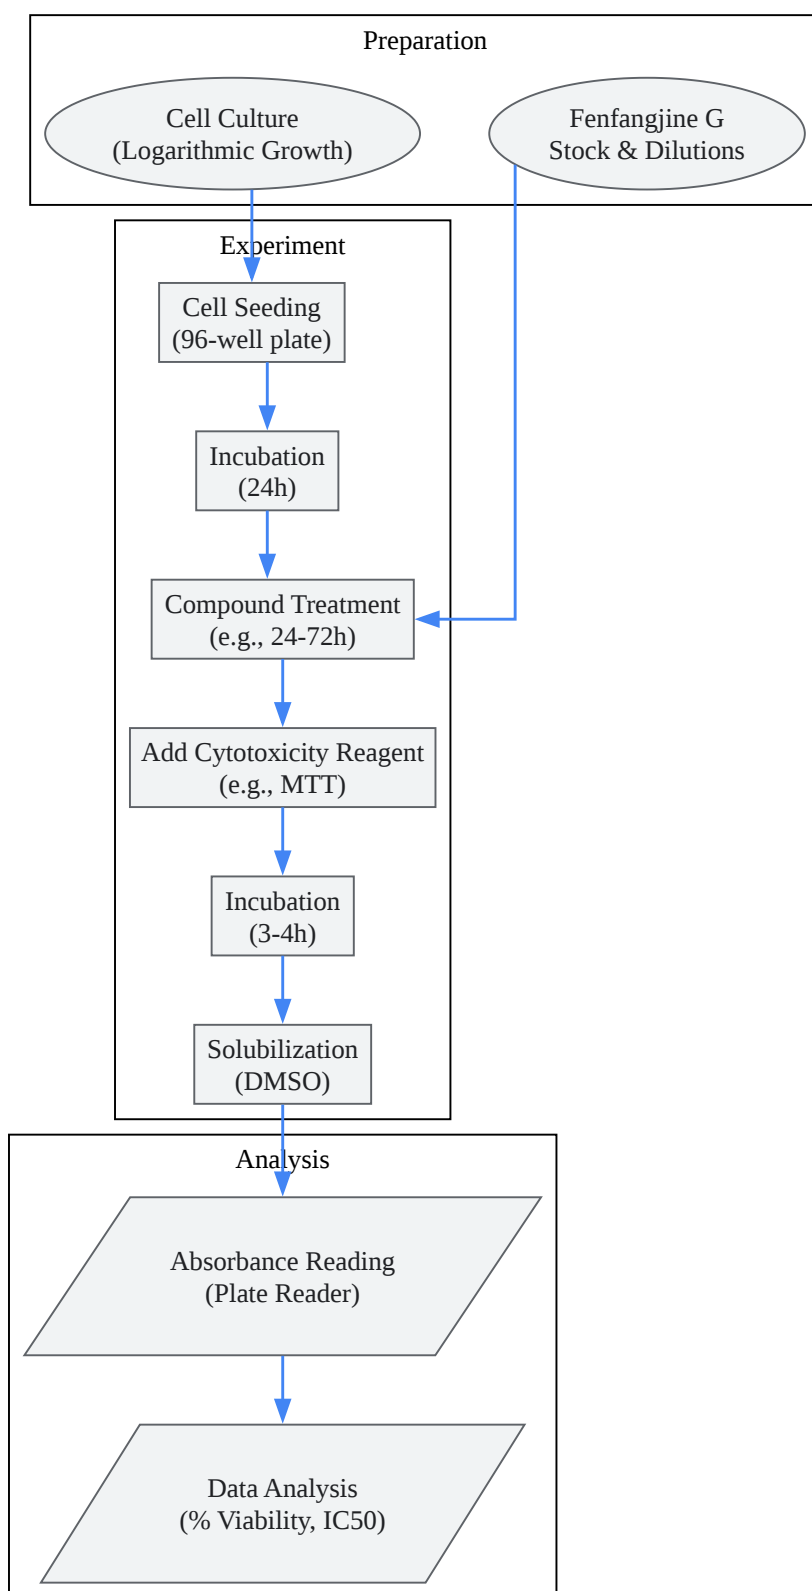 Preparation
Cell Culture
(Logarithmic Growth)
Fenfangjine G
Stock & Dilutions
Experiment
Cell Seeding
(96-well plate)
Incubation
(24h)
Compound Treatment
(e.g., 24-72h)
Add Cytotoxicity Reagent
(e.g., MTT)
Incubation
(3-4h)
Solubilization
(DMSO)
Analysis
Absorbance Reading
(Plate Reader)
Data Analysis
(% Viability, IC50)